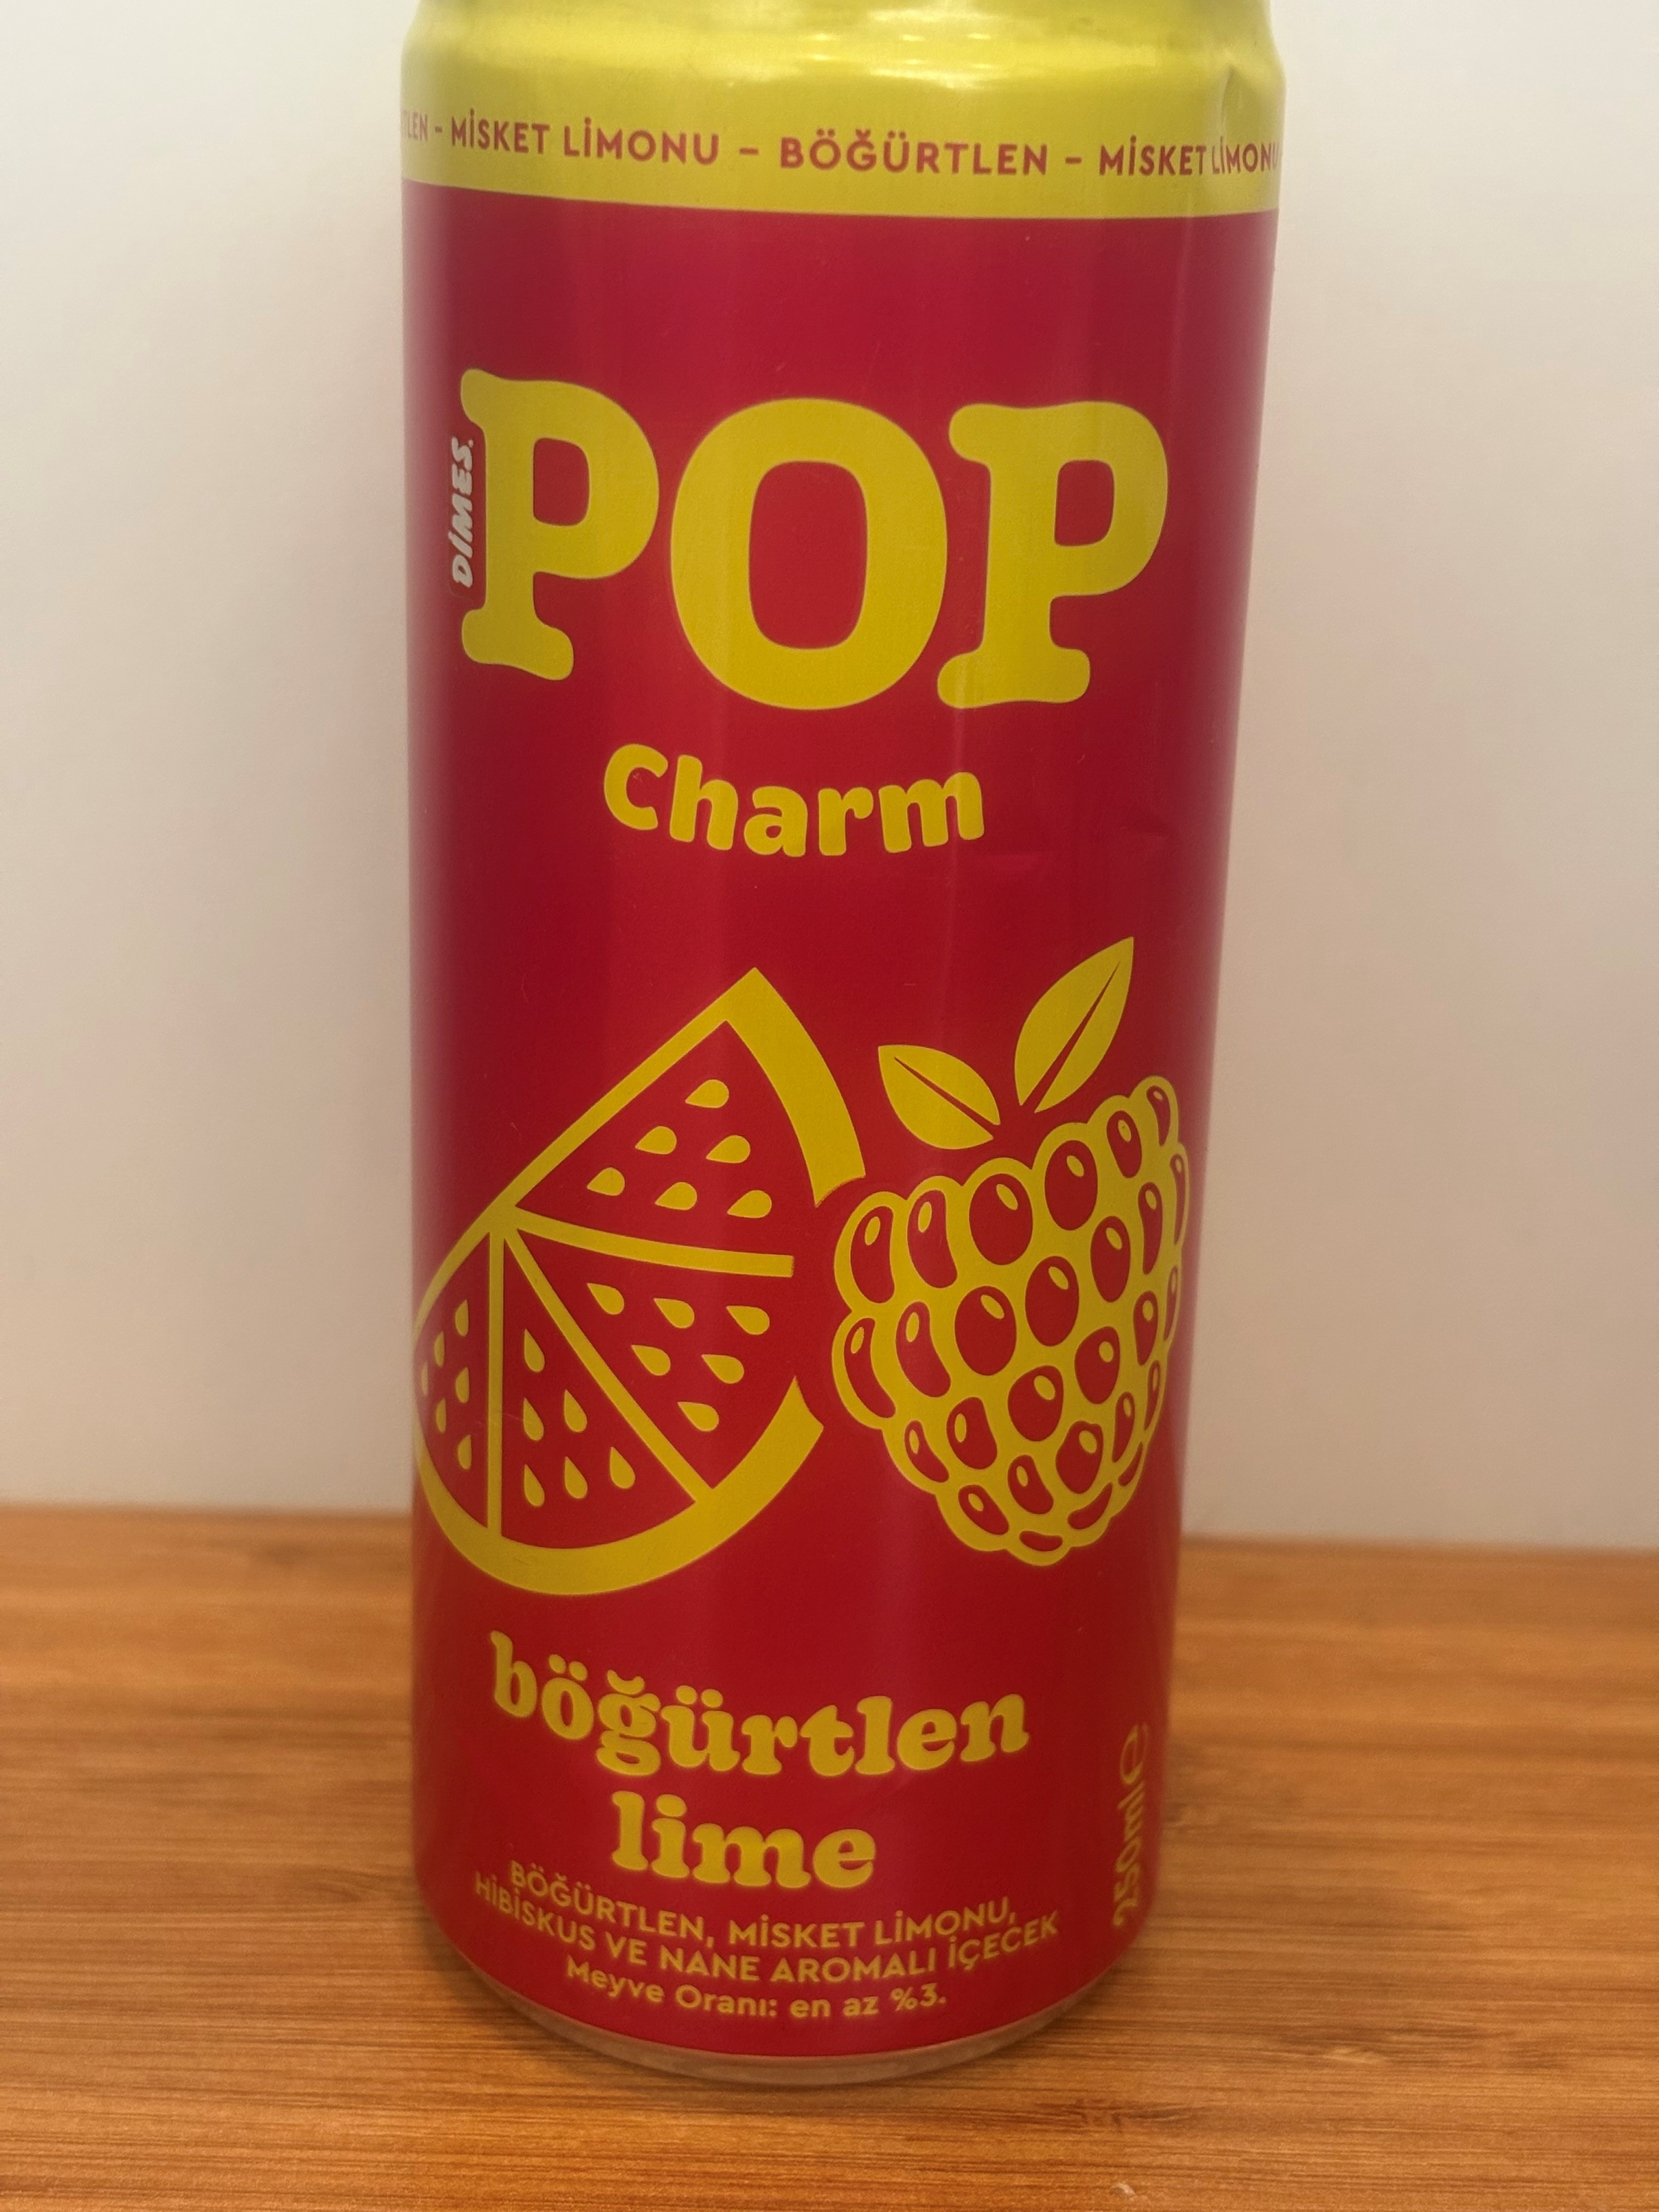 MİSKET LİMONU – BÖĞÜRTLEN – MİSKET LİMONU
DİMES
POP
Charm
böğürtlen
lime
BÖĞÜRTLEN, MİSKET LİMONU,
HİBİSKUS VE NANE AROMALI İÇECEK
Meyve Oranı: en az %3.
250ml℮